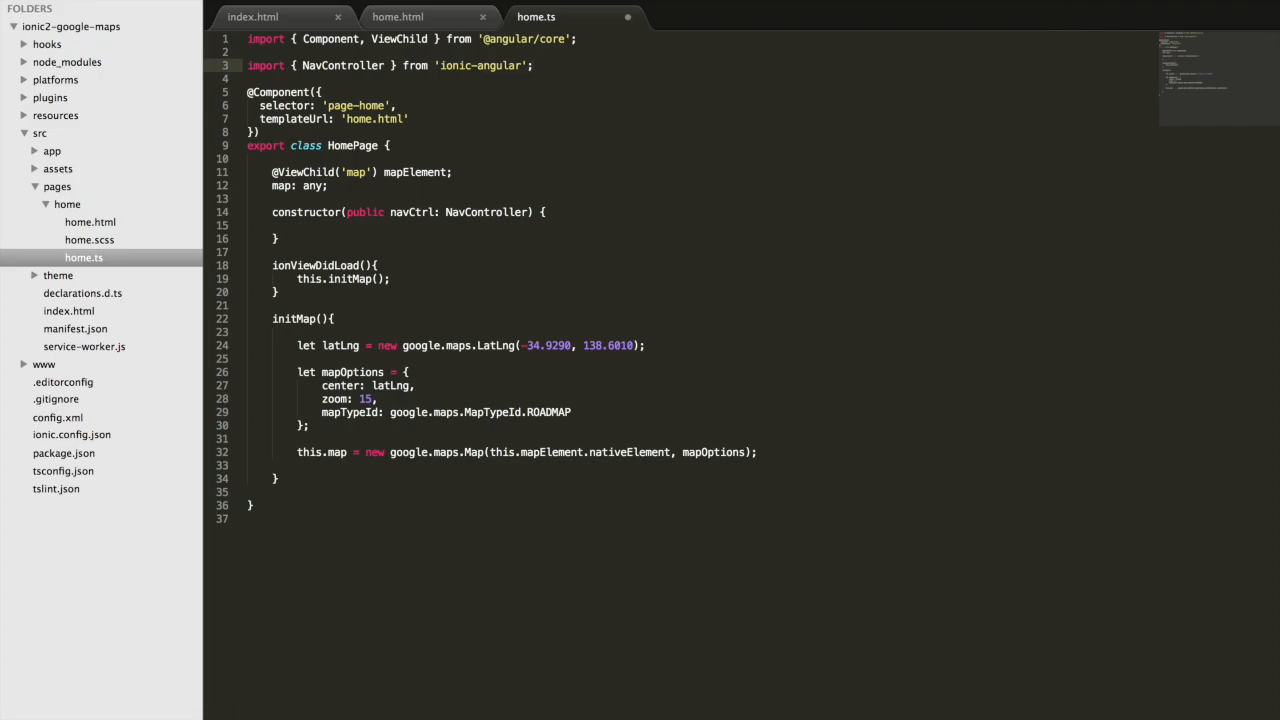 FOLDERS
ionic2-google-maps
hooks
node_modules
platforms
plugins
resources
src
app
assets
pages
home
home.html
home.scss
home.ts
theme
declarations.d.ts
index.html
manifest.json
service-worker.js
www
.editorconfig
.gitignore
config.xml
ionic.config.json
package.json
tsconfig.json
tslint.json
index.html × home.html × home.ts
1 import { Component, ViewChild } from '@angular/core';
2
3 import { NavController } from 'ionic-angular';
4
5 @Component({
6 selector: 'page-home',
7 templateUrl: 'home.html'
8 })
9 export class HomePage {
10
11 @ViewChild('map') mapElement;
12 map: any;
13
14 constructor(public navCtrl: NavController) {
15
16 }
17
18 ionViewDidLoad(){
19 this.initMap();
20 }
21
22 initMap(){
23
24 let latLng = new google.maps.LatLng(-34.9290, 138.6010);
25
26 let mapOptions = {
27 center: latLng,
28 zoom: 15,
29 mapTypeId: google.maps.MapTypeId.ROADMAP
30 };
31
32 this.map = new google.maps.Map(this.mapElement.nativeElement, mapOptions);
33
34 }
35
36 }
37